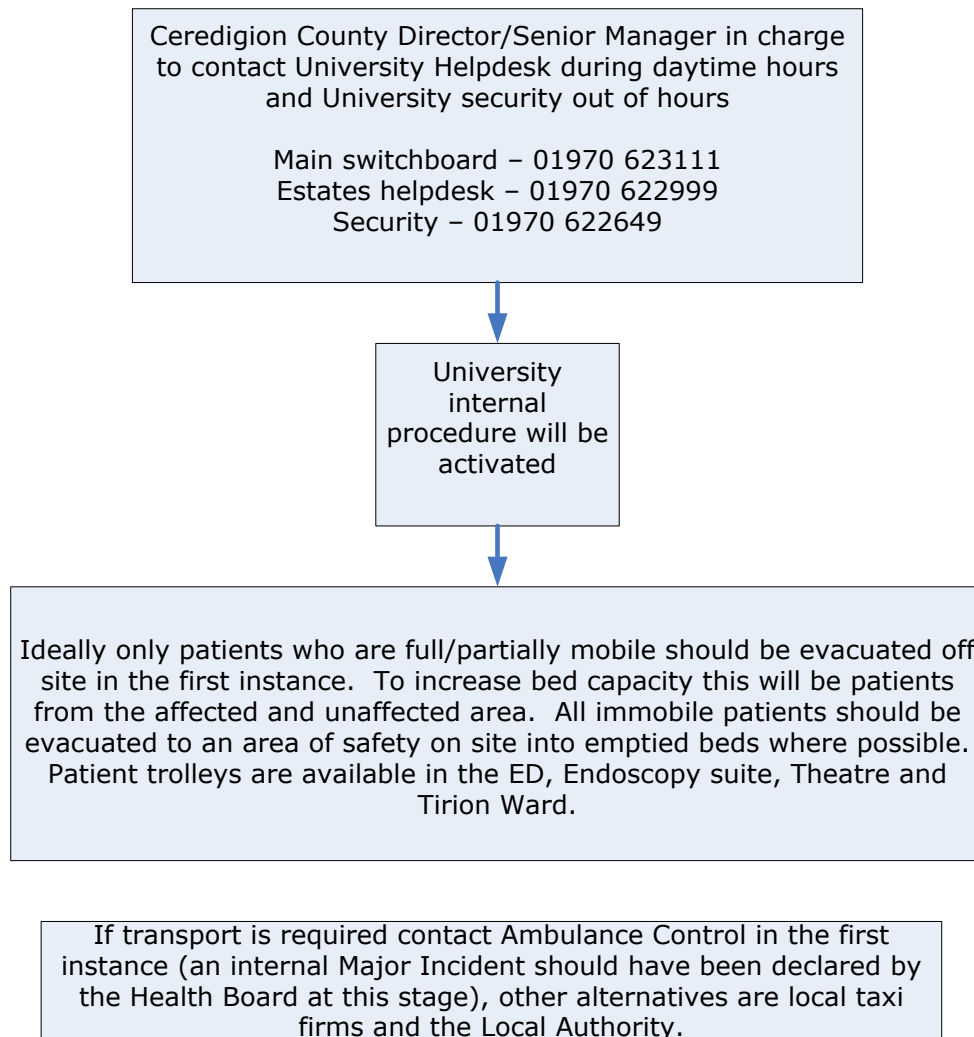 Ceredigion County Director/Senior Manager in charge
to contact University Helpdesk during daytime hours
and University security out of hours
Main switchboard – 01970 623111
Estates helpdesk – 01970 622999
Security – 01970 622649
University
internal
procedure will be
activated
Ideally only patients who are full/partially mobile should be evacuated off
site in the first instance.  To increase bed capacity this will be patients
from the affected and unaffected area.  All immobile patients should be
evacuated to an area of safety on site into emptied beds where possible.
Patient trolleys are available in the ED, Endoscopy suite, Theatre and
Tirion Ward.
If transport is required contact Ambulance Control in the first
instance (an internal Major Incident should have been declared by
the Health Board at this stage), other alternatives are local taxi
firms and the Local Authority.